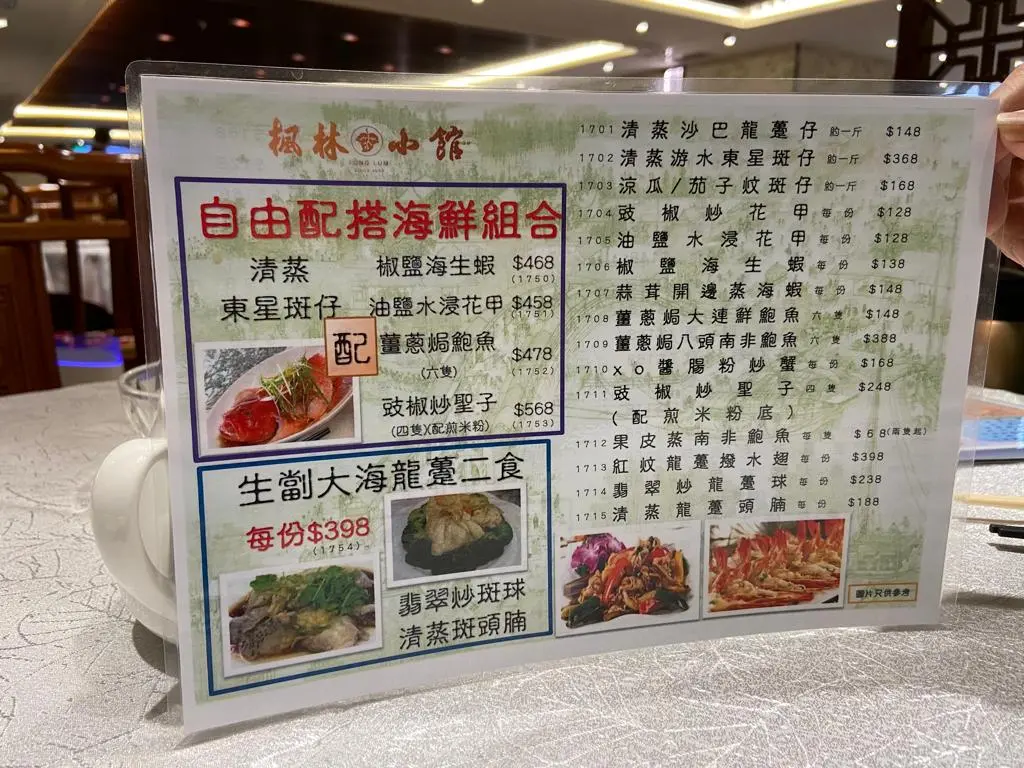 楓林小館
FUNG LUM
自由配搭海鮮組合
清蒸
東星斑仔
配
椒鹽海生蝦 $468
(1750)
油鹽水浸花甲 $458
(1751)
薑蔥焗鮑魚 $478
(六隻) (1752)
豉椒炒聖子 $568
(四隻)(配煎米粉) (1753)
生劏大海龍躉二食
每份$398
(1754)
翡翠炒斑球
清蒸斑頭腩
1701 清蒸沙巴龍躉仔 約一斤 $148
1702 清蒸游水東星斑仔 約一斤 $368
1703 涼瓜/茄子炆斑仔 約一斤 $168
1704 豉椒炒花甲 每份 $128
1705 油鹽水浸花甲 每份 $128
1706 椒鹽海生蝦 每份 $138
1707 蒜茸開邊蒸海蝦 每份 $148
1708 薑蔥焗大連鮮鮑魚 六隻 $148
1709 薑蔥焗八頭南非鮑魚 六隻 $388
1710 xo醬腸粉炒蟹 每份 $168
1711 豉椒炒聖子 四隻 $248
(配煎米粉底)
1712 果皮蒸南非鮑魚 每隻 $68(兩隻起)
1713 紅炆龍躉撥水翅 每份 $398
1714 翡翠炒龍躉球 每份 $238
1715 清蒸龍躉頭腩 每份 $188
圖片只供參考